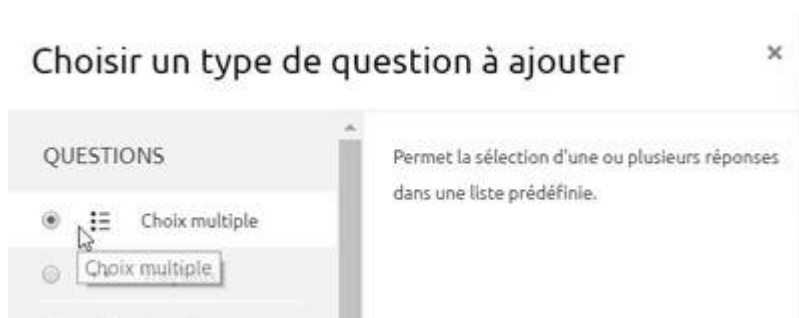 Choisir un type de question à ajouter ×
QUESTIONS
Choix multiple
Choix multiple
Permet la sélection d'une ou plusieurs réponses
dans une liste prédéfinie.